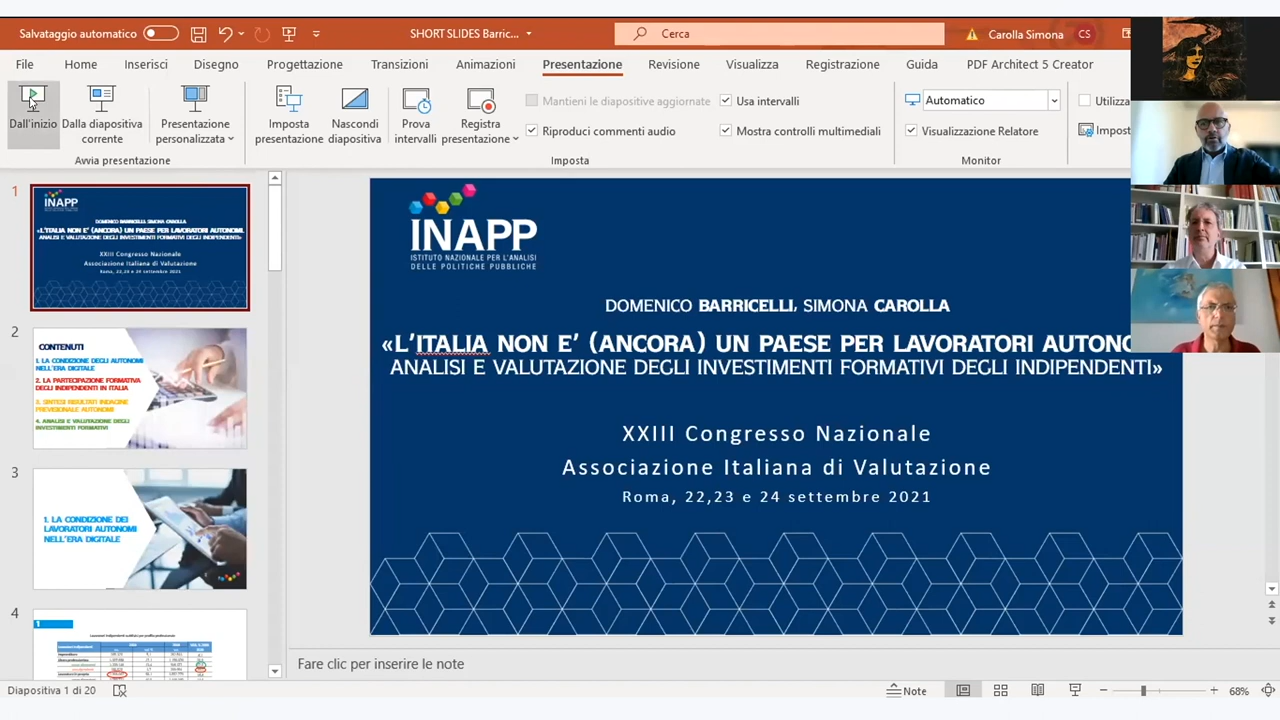 Salvataggio automatico
SHORT SLIDES Barric...
Cerca
Carolla Simona
CS
File
Home
Inserisci
Disegno
Progettazione
Transizioni
Animazioni
Presentazione
Revisione
Visualizza
Registrazione
Guida
PDF Architect 5 Creator
Dall'inizio
Dalla diapositiva corrente
Presentazione personalizzata
Avvia presentazione
Imposta presentazione
Nascondi diapositiva
Prova intervalli
Registra presentazione
Mantieni le diapositive aggiornate
Riproduci commenti audio
Usa intervalli
Mostra controlli multimediali
Imposta
Automatico
Visualizzazione Relatore
Monitor
Utilizza
Impost
1
INAPP
DOMENICO BARRICELLI, SIMONA CAROLLA
«L'ITALIA NON E' (ANCORA) UN PAESE PER LAVORATORI AUTONOMI.
ANALISI E VALUTAZIONE DEGLI INVESTIMENTI FORMATIVI DEGLI INDIPENDENTI»
XXIII Congresso Nazionale
Associazione Italiana di Valutazione
Roma, 22,23 e 24 settembre 2021
2
CONTENUTI
1. LA CONDIZIONE DEGLI AUTONOMI
NELL'ERA DIGITALE
2. LA PARTECIPAZIONE FORMATIVA
DEGLI INDIPENDENTI IN ITALIA
3. SINTESI RISULTATI INDAGINE
PREVISIONALE AUTONOMI
4. ANALISI E VALUTAZIONE DEGLI
INVESTIMENTI FORMATIVI
3
1. LA CONDIZIONE DEI
LAVORATORI AUTONOMI
NELL'ERA DIGITALE
4
1
INAPP
ISTITUTO NAZIONALE PER L'ANALISI
DELLE POLITICHE PUBBLICHE
DOMENICO BARRICELLI, SIMONA CAROLLA
«L'ITALIA NON E' (ANCORA) UN PAESE PER LAVORATORI AUTONO
ANALISI E VALUTAZIONE DEGLI INVESTIMENTI FORMATIVI DEGLI INDIPENDENTI»
XXIII Congresso Nazionale
Associazione Italiana di Valutazione
Roma, 22,23 e 24 settembre 2021
Fare clic per inserire le note
Diapositiva 1 di 20
Note
68%